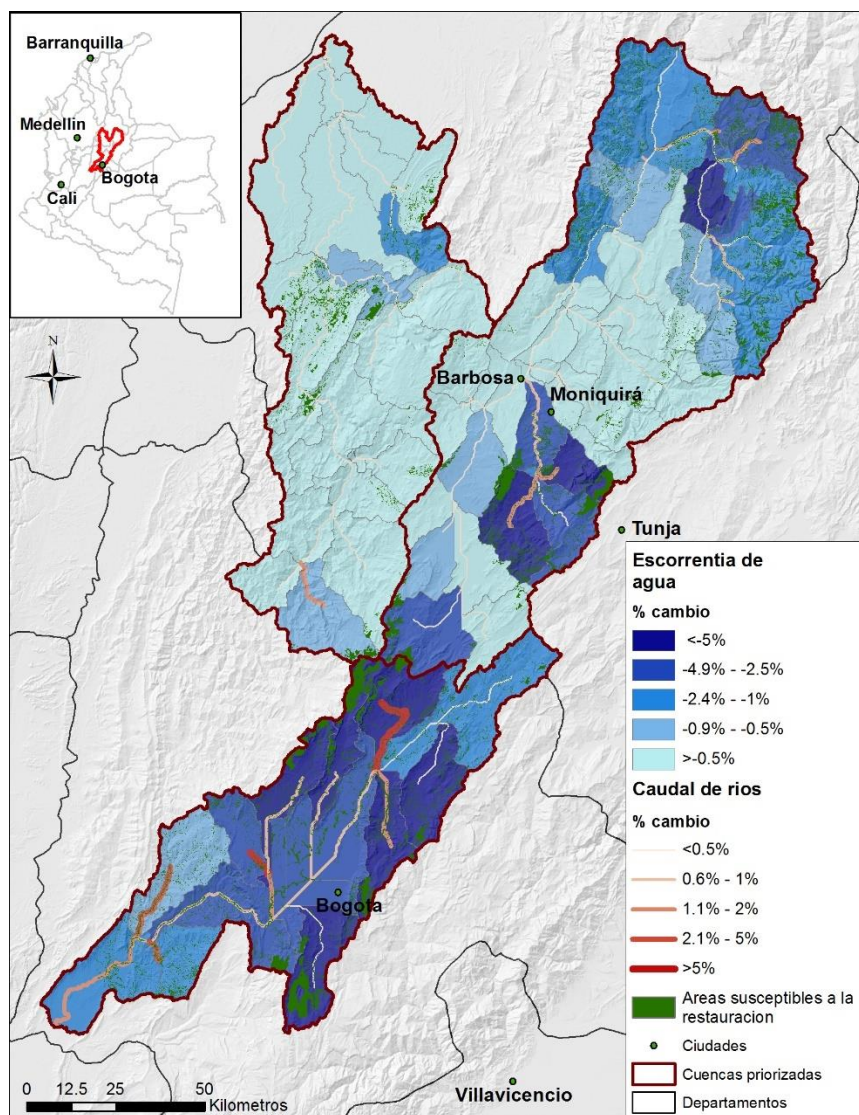 Barranquilla
Medellin
Bogota
Cali
N
Barbosa
Moniquirá
Tunja
Bogota
Villavicencio
Escorrentia de
agua
% cambio
<-5%
-4.9% - -2.5%
-2.4% - -1%
-0.9% - -0.5%
>-0.5%
Caudal de rios
% cambio
<0.5%
0.6% - 1%
1.1% - 2%
2.1% - 5%
>5%
Areas susceptibles a la
restauracion
Ciudades
Cuencas priorizadas
Departamentos
0 12.5 25 50
Kilometros